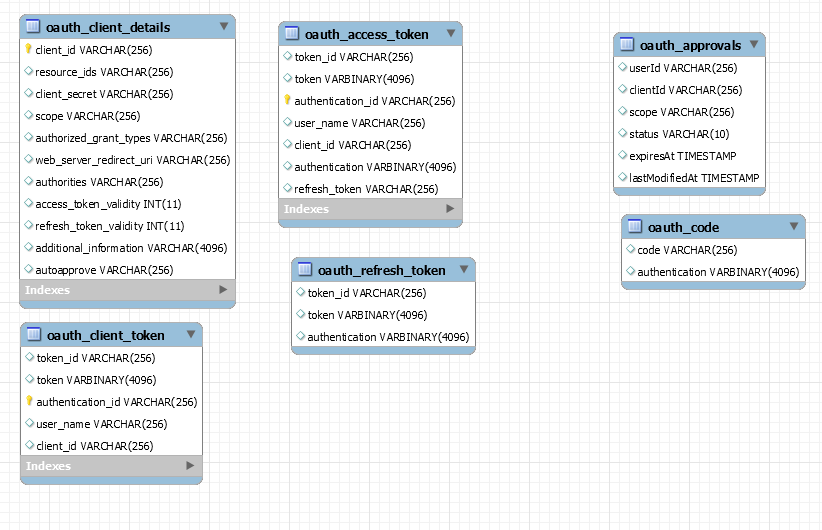 oauth_client_details
client_id VARCHAR(256)
resource_ids VARCHAR(256)
client_secret VARCHAR(256)
scope VARCHAR(256)
authorized_grant_types VARCHAR(256)
web_server_redirect_uri VARCHAR(256)
authorities VARCHAR(256)
access_token_validity INT(11)
refresh_token_validity INT(11)
additional_information VARCHAR(4096)
autoapprove VARCHAR(256)
Indexes
oauth_client_token
token_id VARCHAR(256)
token VARBINARY(4096)
authentication_id VARCHAR(256)
user_name VARCHAR(256)
client_id VARCHAR(256)
Indexes
oauth_access_token
token_id VARCHAR(256)
token VARBINARY(4096)
authentication_id VARCHAR(256)
user_name VARCHAR(256)
client_id VARCHAR(256)
authentication VARBINARY(4096)
refresh_token VARCHAR(256)
Indexes
oauth_refresh_token
token_id VARCHAR(256)
token VARBINARY(4096)
authentication VARBINARY(4096)
oauth_approvals
userId VARCHAR(256)
clientId VARCHAR(256)
scope VARCHAR(256)
status VARCHAR(10)
expiresAt TIMESTAMP
lastModifiedAt TIMESTAMP
oauth_code
code VARCHAR(256)
authentication VARBINARY(4096)